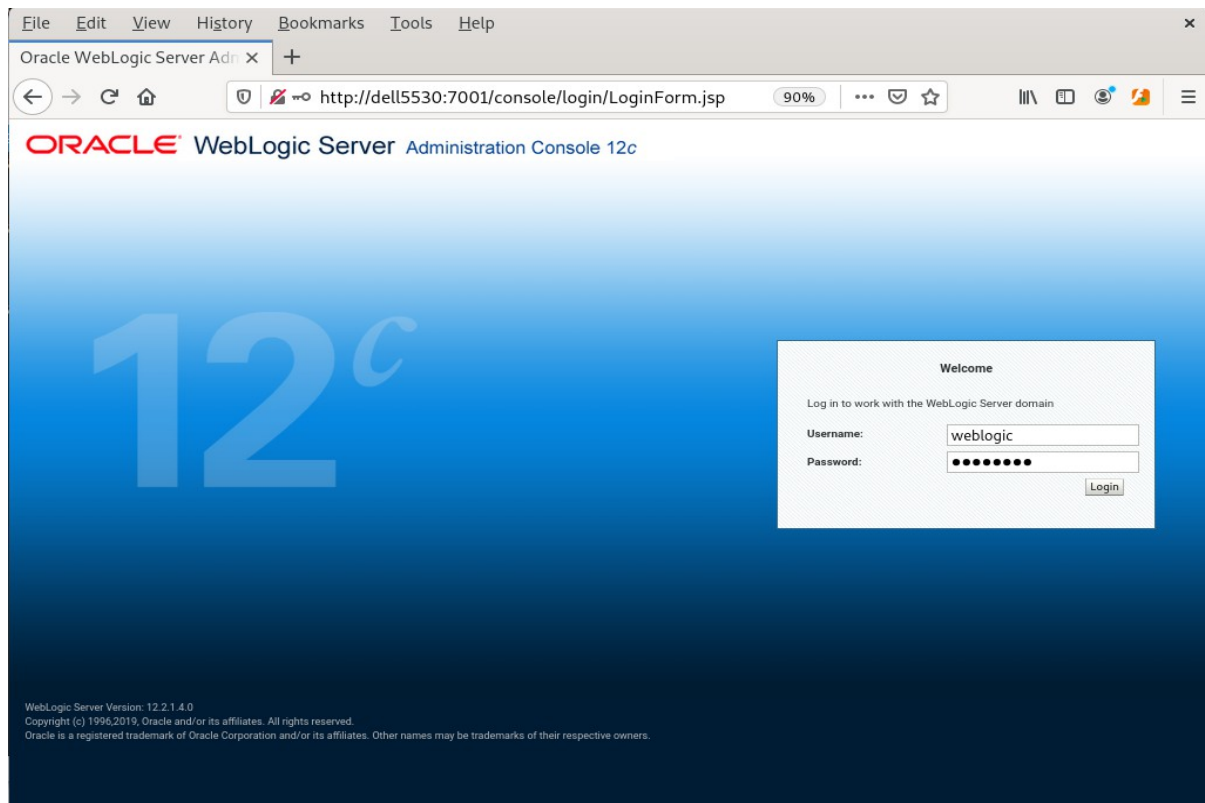 File Edit View History Bookmarks Tools Help
Oracle WebLogic Server Adn
http://dell5530:7001/console/login/LoginForm.jsp 90%
ORACLE WebLogic Server Administration Console 12c
12c
Welcome
Log in to work with the WebLogic Server domain
Username: weblogic
Password: ●●●●●●●●
Login
WebLogic Server Version: 12.2.1.4.0
Copyright (c) 1996,2019, Oracle and/or its affiliates. All rights reserved.
Oracle is a registered trademark of Oracle Corporation and/or its affiliates. Other names may be trademarks of their respective owners.